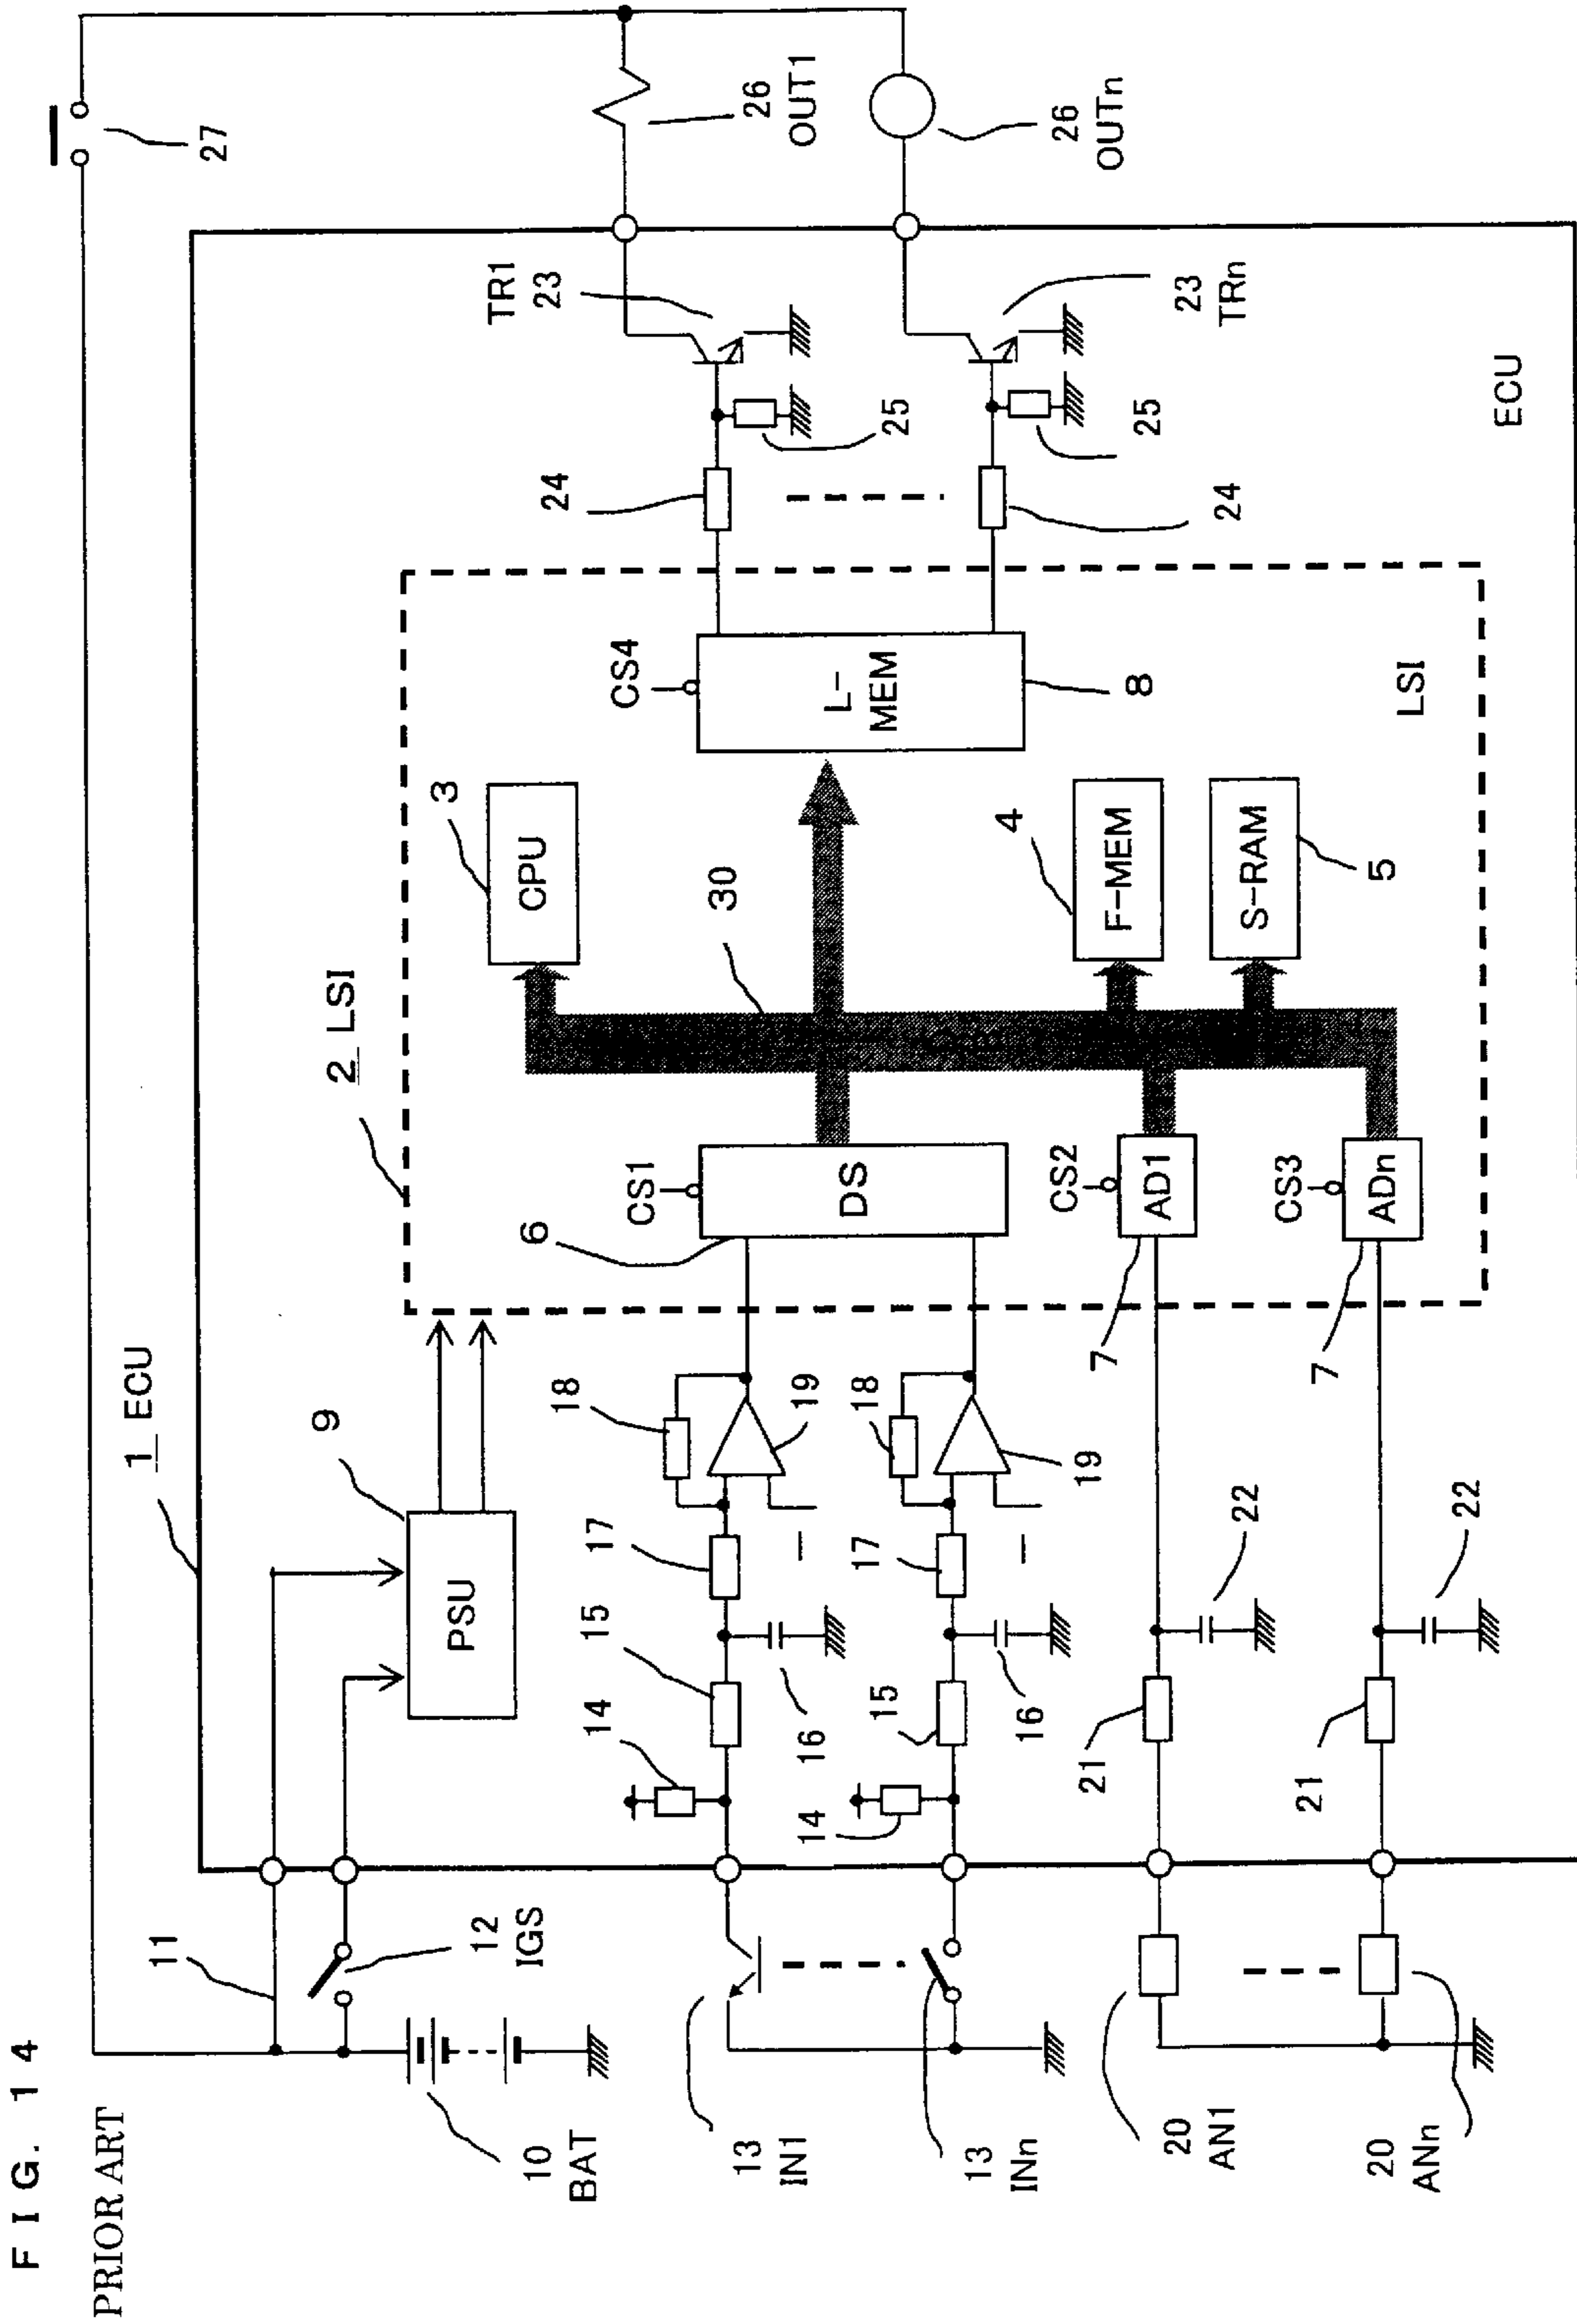 F I G. 14
PRIOR ART
27
26
OUT1
26
OUTn
1 ECU
11
12
IGS
10
BAT
9
PSU
2 LSI
3
CPU
30
CS4
L-
MEM
8
TR1
23
24
25
23
TRn
25
24
13
IN1
14
15
16
17
18
19
6
CS1
DS
13
INn
14
15
16
17
18
19
4
F-MEM
S-RAM
5
20
AN1
21
22
7
CS2
AD1
20
ANn
21
22
7
CS3
ADn
LSI
ECU